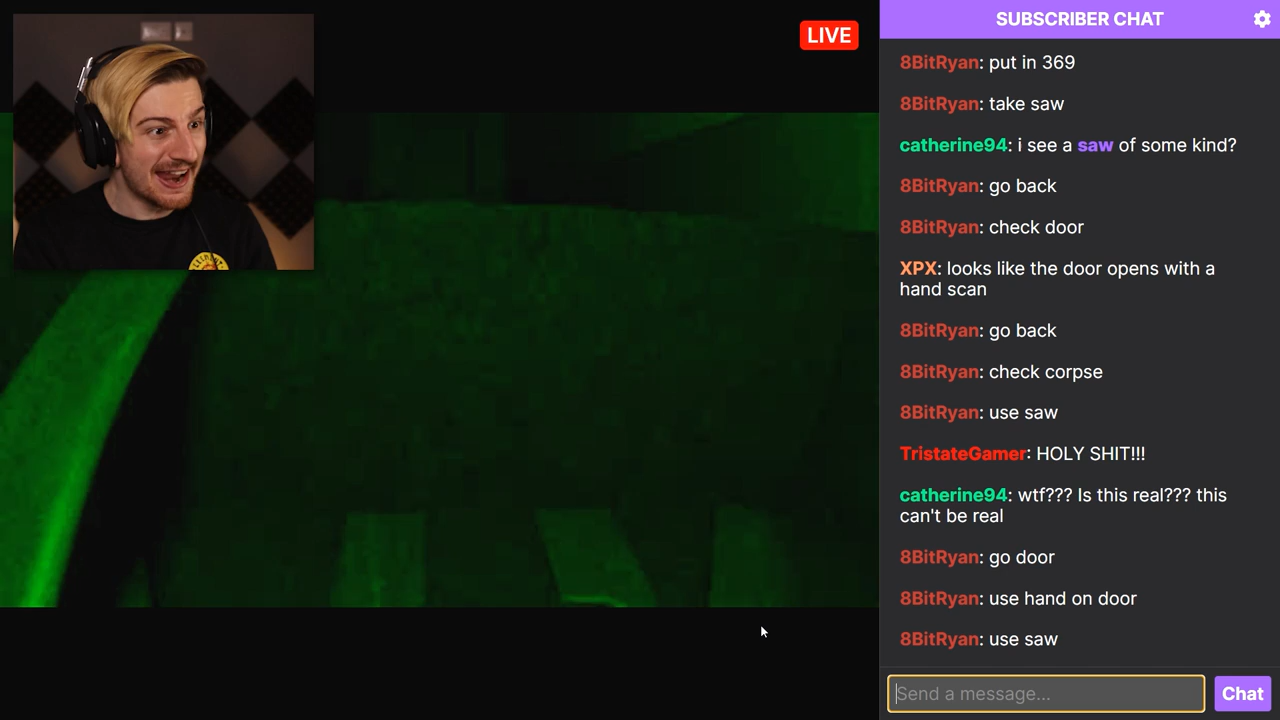 LIVE
SUBSCRIBER CHAT
8BitRyan: put in 369
8BitRyan: take saw
catherine94: i see a saw of some kind?
8BitRyan: go back
8BitRyan: check door
XPX: looks like the door opens with a
hand scan
8BitRyan: go back
8BitRyan: check corpse
8BitRyan: use saw
TristateGamer: HOLY SHIT!!!
catherine94: wtf??? Is this real??? this
can't be real
8BitRyan: go door
8BitRyan: use hand on door
8BitRyan: use saw
Send a message...
Chat